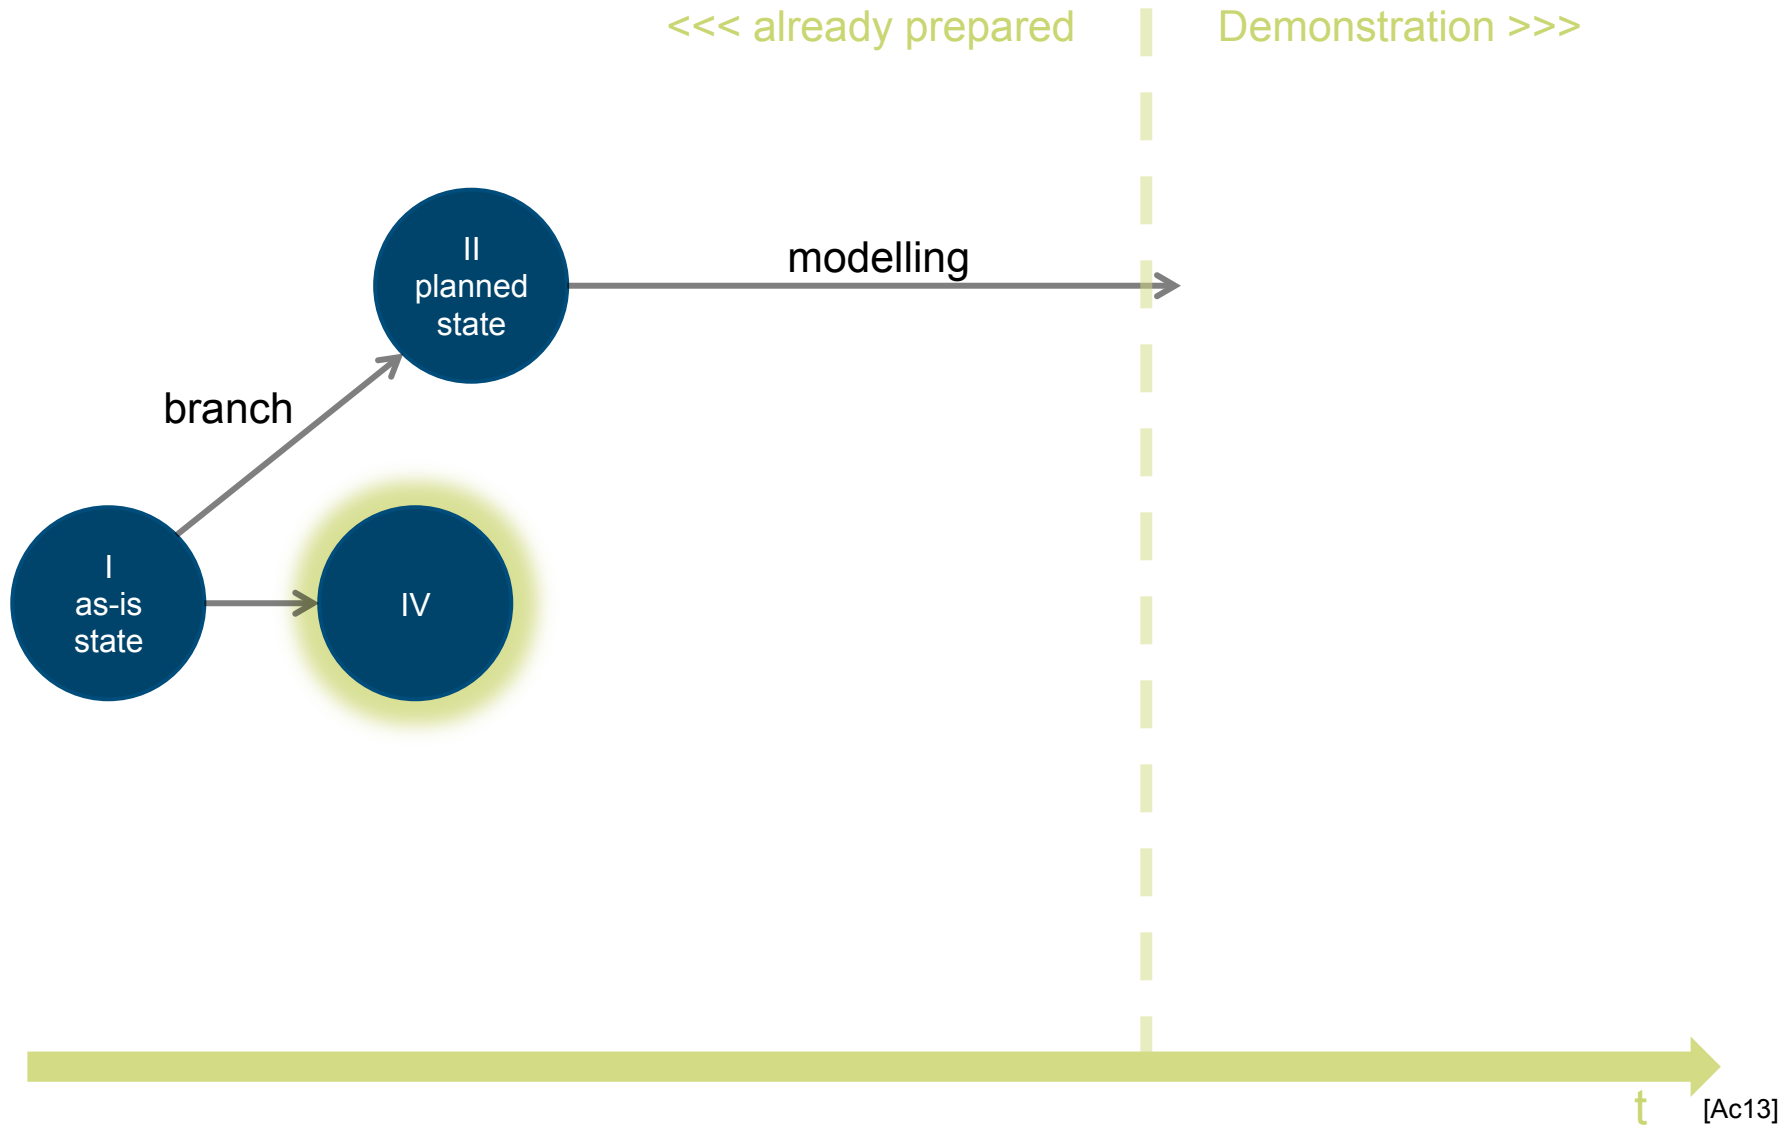 <<< already prepared
Demonstration >>>
II
planned
state
modelling
branch
I
as-is
state
IV
t
[Ac13]